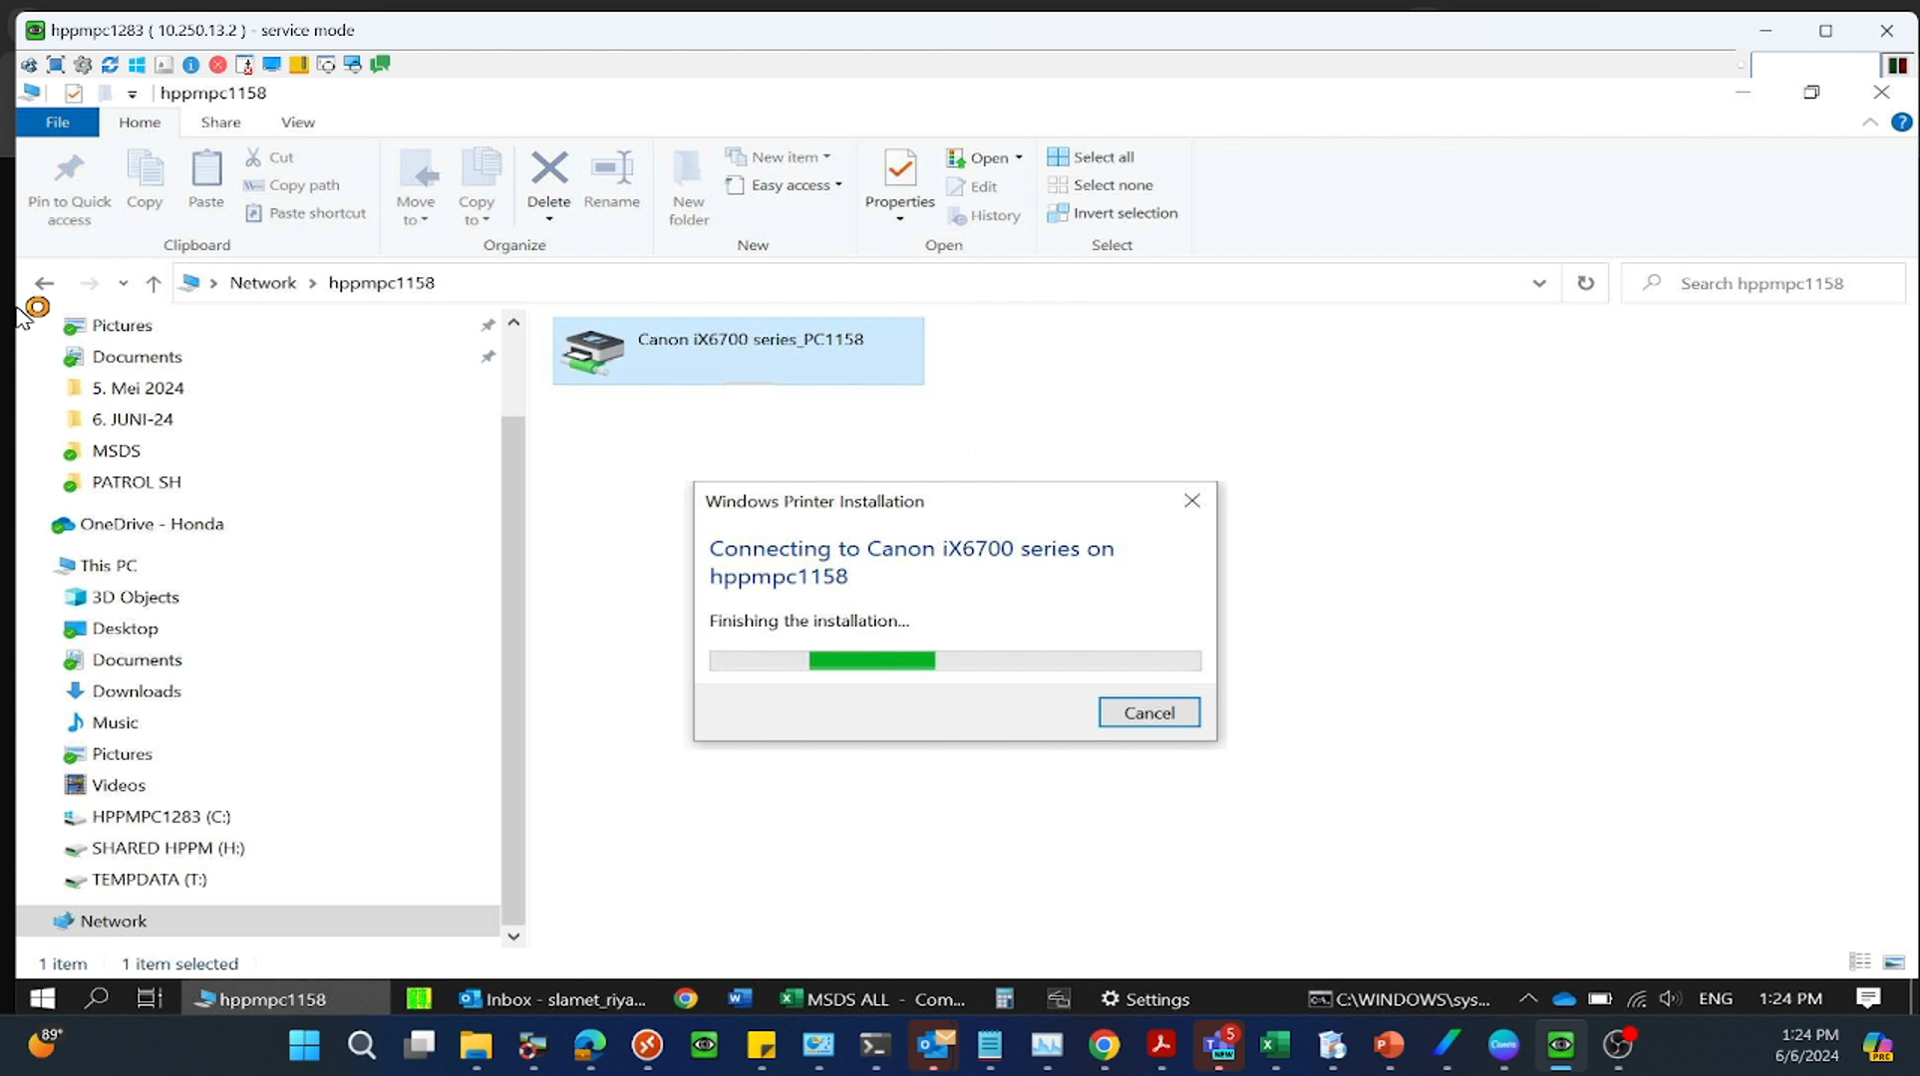 hppmpc1283 ( 10.250.13.2 ) - service mode
hppmpc1158
File
Home
Share
View
Pin to Quick
access
Copy
Paste
Cut
Copy path
Paste shortcut
Clipboard
Move
to
Copy
to
Delete
Rename
Organize
New
folder
New item
Easy access
New
Properties
Open
Edit
History
Open
Select all
Select none
Invert selection
Select
Network
hppmpc1158
Search hppmpc1158
Pictures
Documents
5. Mei 2024
6. JUNI-24
MSDS
PATROL SH
OneDrive - Honda
This PC
3D Objects
Desktop
Documents
Downloads
Music
Pictures
Videos
HPPMPC1283 (C:)
SHARED HPPM (H:)
TEMPDATA (T:)
Network
Canon iX6700 series_PC1158
Windows Printer Installation
Connecting to Canon iX6700 series on
hppmpc1158
Finishing the installation...
Cancel
1 item
1 item selected
hppmpc1158
Inbox - slamet_riya...
MSDS ALL - Com...
Settings
C:\WINDOWS\sys...
ENG
1:24 PM
89°
5
NEW
1:24 PM
6/6/2024
PRE